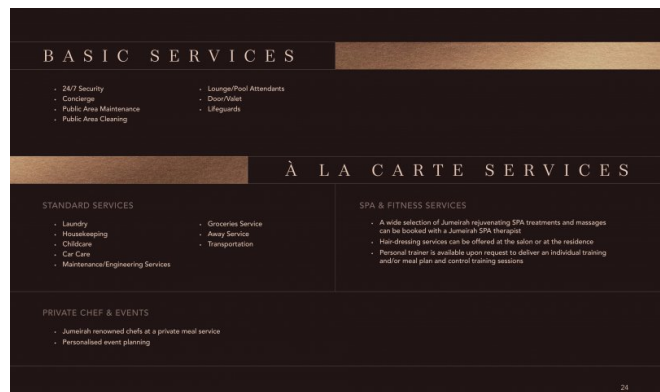 BASIC SERVICES
24/7 Security
Concierge
Public Area Maintenance
Public Area Cleaning
Lounge/Pool Attendants
Door/Valet
Lifeguards
À LA CARTE SERVICES
STANDARD SERVICES
Laundry
Housekeeping
Childcare
Car Care
Maintenance/Engineering Services
Groceries Service
Away Service
Transportation
SPA & FITNESS SERVICES
A wide selection of Jumeirah rejuvenating SPA treatments and massages
can be booked with a Jumeirah SPA therapist
Hair-dressing services can be offered at the salon or at the residence
Personal trainer is available upon request to deliver an individual training
and/or meal plan and control training sessions
PRIVATE CHEF & EVENTS
Jumeirah renowned chefs at a private meal service
Personalised event planning
24